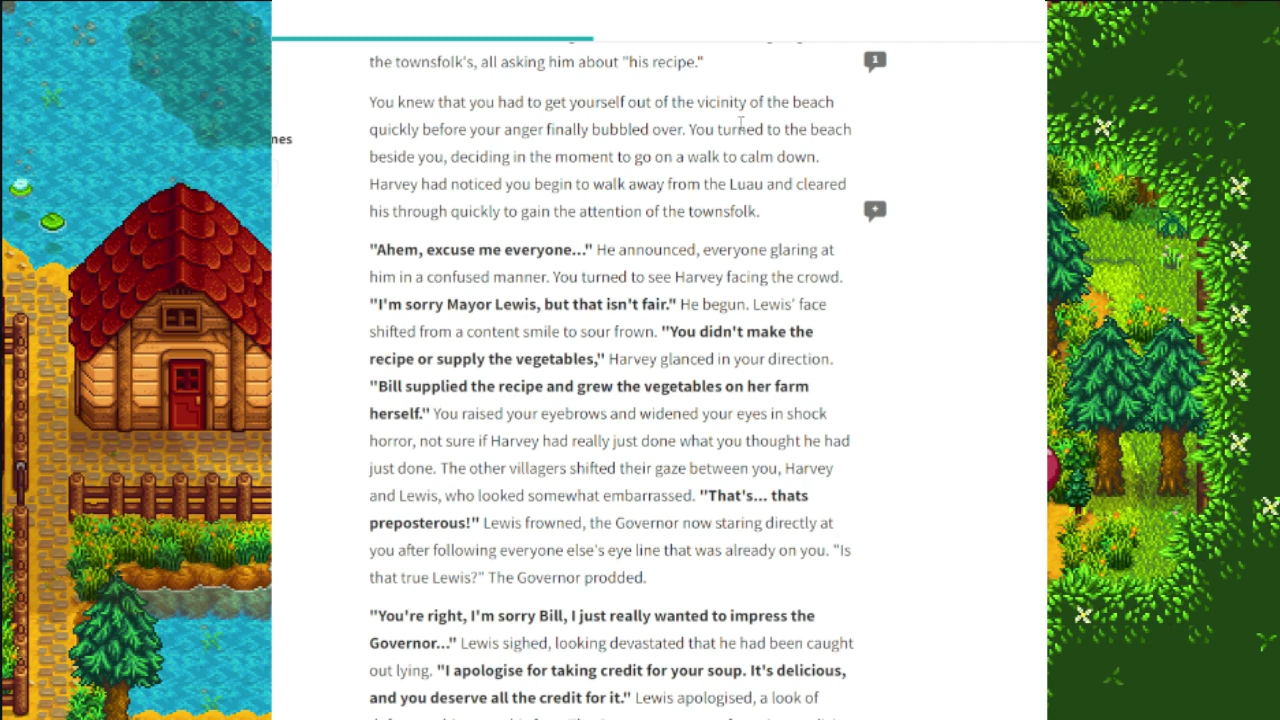 the townsfolk's, all asking him about "his recipe."
1
You knew that you had to get yourself out of the vicinity of the beach
quickly before your anger finally bubbled over. You turned to the beach
nes
beside you, deciding in the moment to go on a walk to calm down.
Harvey had noticed you begin to walk away from the Luau and cleared
his through quickly to gain the attention of the townsfolk.
+
"Ahem, excuse me everyone..." He announced, everyone glaring at
him in a confused manner. You turned to see Harvey facing the crowd.
"I'm sorry Mayor Lewis, but that isn't fair." He begun. Lewis' face
shifted from a content smile to sour frown. "You didn't make the
recipe or supply the vegetables," Harvey glanced in your direction.
"Bill supplied the recipe and grew the vegetables on her farm
herself." You raised your eyebrows and widened your eyes in shock
horror, not sure if Harvey had really just done what you thought he had
just done. The other villagers shifted their gaze between you, Harvey
and Lewis, who looked somewhat embarrassed. "That's... thats
preposterous!" Lewis frowned, the Governor now staring directly at
you after following everyone else's eye line that was already on you. "Is
that true Lewis?" The Governor prodded.
"You're right, I'm sorry Bill, I just really wanted to impress the
Governor..." Lewis sighed, looking devastated that he had been caught
out lying. "I apologise for taking credit for your soup. It's delicious,
and you deserve all the credit for it." Lewis apologised, a look of